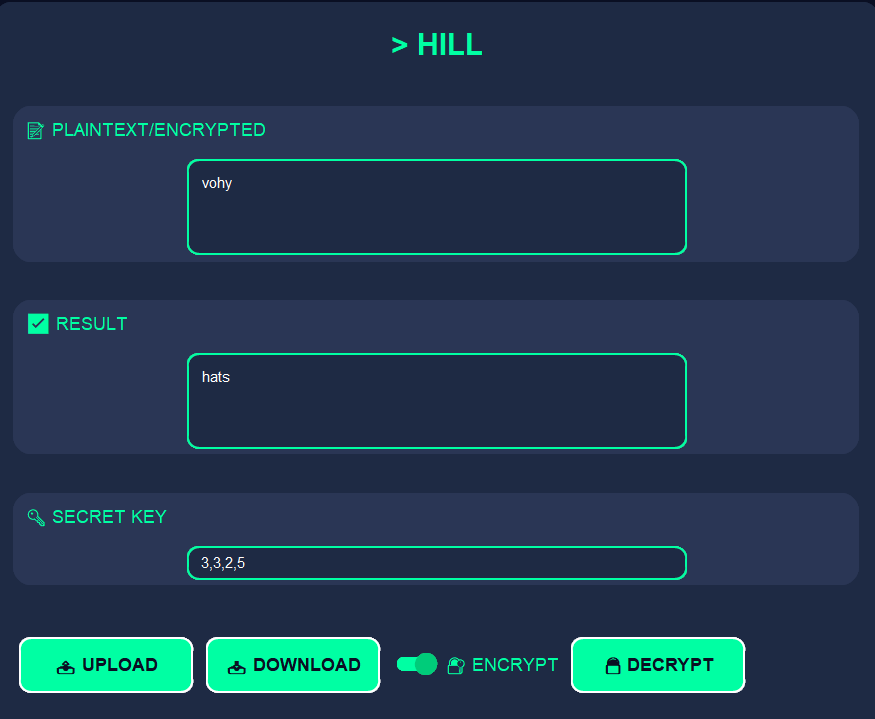 > HILL
PLAINTEXT/ENCRYPTED
vohy
RESULT
hats
SECRET KEY
3,3,2,5
UPLOAD DOWNLOAD ENCRYPT DECRYPT